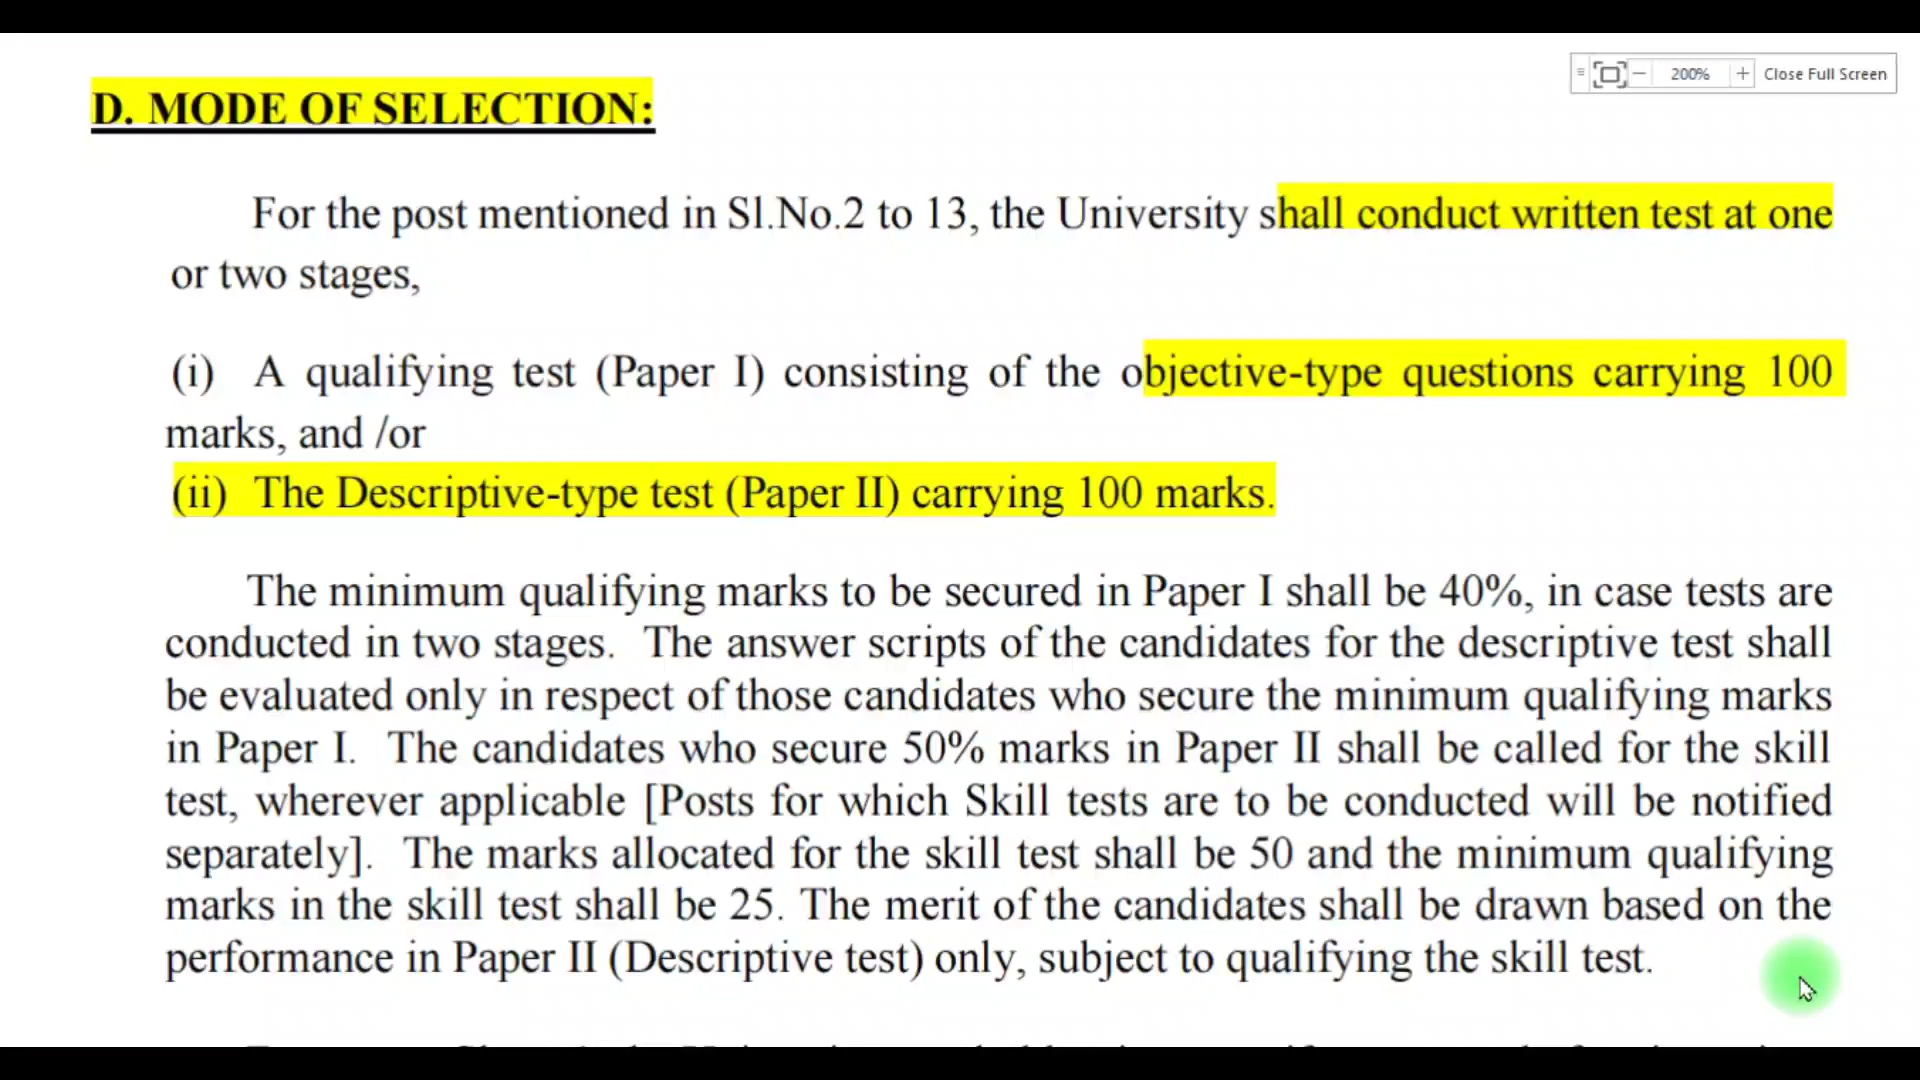 200%
Close Full Screen
D. MODE OF SELECTION:
For the post mentioned in Sl.No.2 to 13, the University shall conduct written test at one
or two stages,
(i) A qualifying test (Paper I) consisting of the objective-type questions carrying 100
marks, and /or
(ii) The Descriptive-type test (Paper II) carrying 100 marks.
The minimum qualifying marks to be secured in Paper I shall be 40%, in case tests are
conducted in two stages. The answer scripts of the candidates for the descriptive test shall
be evaluated only in respect of those candidates who secure the minimum qualifying marks
in Paper I. The candidates who secure 50% marks in Paper II shall be called for the skill
test, wherever applicable [Posts for which Skill tests are to be conducted will be notified
separately]. The marks allocated for the skill test shall be 50 and the minimum qualifying
marks in the skill test shall be 25. The merit of the candidates shall be drawn based on the
performance in Paper II (Descriptive test) only, subject to qualifying the skill test.